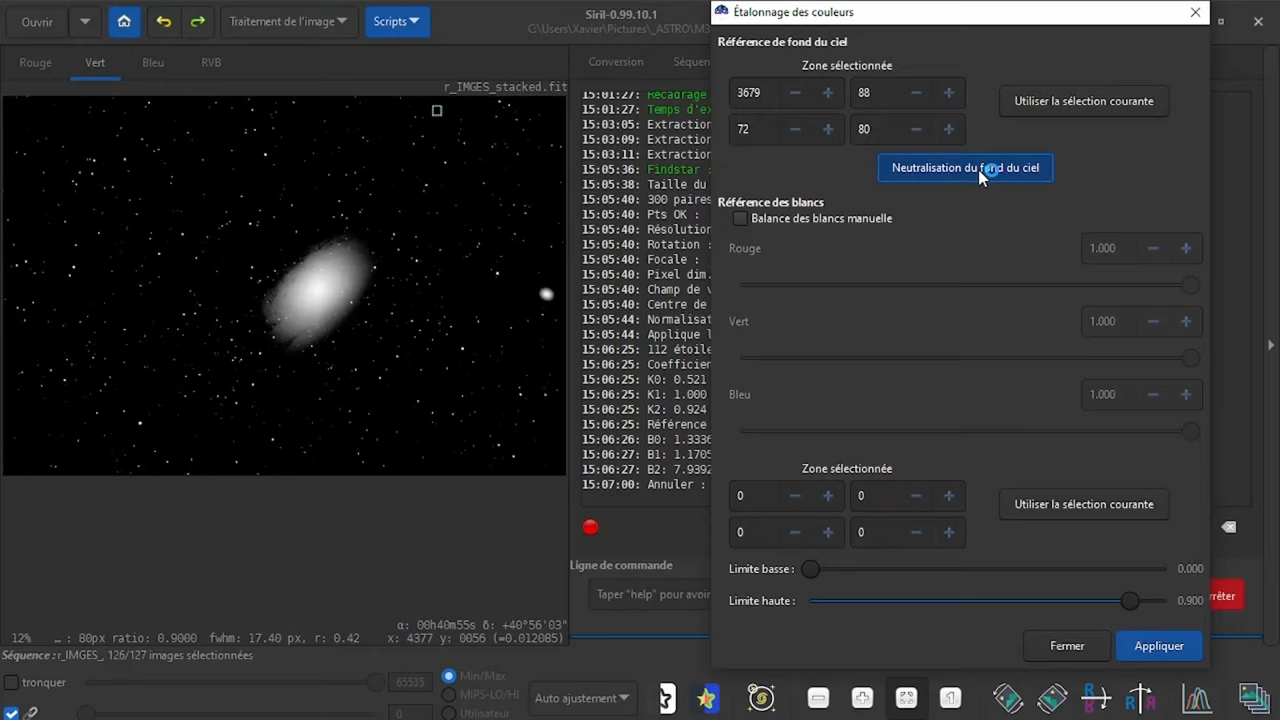 Étalonnage des couleurs
Ouvrir
Traitement de l'image
Scripts
Siril-0.99.10.1
C:\Users\Xavier\Pictures\_ASTRO\M3
Référence de fond du ciel
Zone sélectionnée
3679
88
Utiliser la sélection courante
72
80
Neutralisation du fond du ciel
Référence des blancs
Balance des blancs manuelle
Rouge
1.000
Vert
1.000
Bleu
1.000
Zone sélectionnée
0
0
Utiliser la sélection courante
0
0
Limite basse :
0.000
Limite haute :
0.900
Fermer
Appliquer
Rouge
Vert
Bleu
RVB
r_IMGES_stacked.fit
Conversion
Séquen
15:01:27: Recadrage
15:01:27: Temps d'ex
15:03:05: Extraction
15:03:09: Extraction
15:03:11: Extraction
15:05:36: Findstar :
15:05:38: Taille du
15:05:40: 300 paires
15:05:40: Pts OK :
15:05:40: Résolution
15:05:40: Rotation :
15:05:40: Focale :
15:05:40: Pixel dim.
15:05:40: Champ de v
15:05:40: Centre de
15:05:44: Normalisat
15:05:44: Applique l
15:06:25: 112 étoile
15:06:25: Coefficien
15:06:25: K0: 0.521
15:06:25: K1: 1.000
15:06:25: K2: 0.924
15:06:25: Référence
15:06:26: B0: 1.3336
15:06:27: B1: 1.1705
15:06:27: B2: 7.9392
15:07:00: Annuler :
Ligne de commande
Taper "help" pour avoir
rrêter
α: 00h40m55s δ: +40°56'03"
12%
… : 80px ratio: 0.9000
fwhm: 17.40 px, r: 0.42
x: 4377 y: 0056 (=0.012085)
Séquence: r_IMGES_, 126/127 images sélectionnées
tronquer
65535
0
Min/Max
MIPS-LO/HI
Utilisateur
Auto ajustement